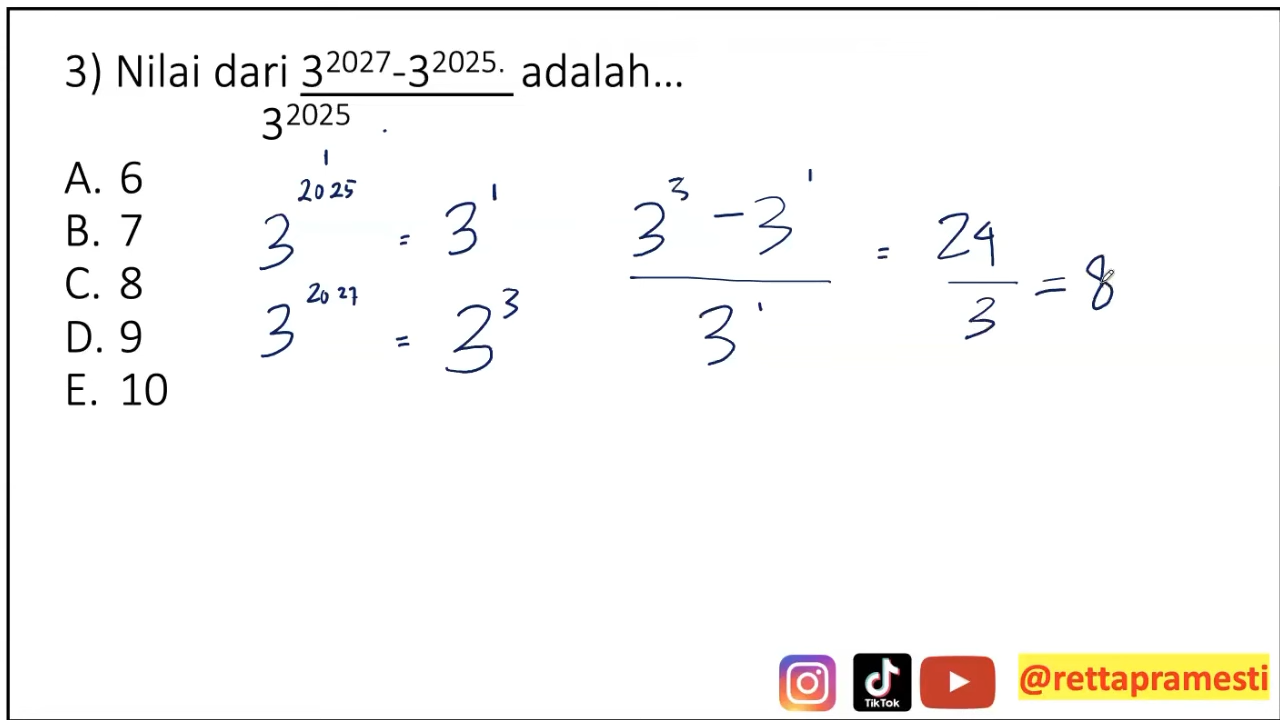 3) Nilai dari 3^2027-3^2025. adalah...
3^2025 .
A. 6
B. 7
C. 8
D. 9
E. 10
1
3^2025 = 3^1
3^2027 = 3^3
3^3 - 3^1
3^1
= 24
3
= 8
TikTok
@rettapramesti